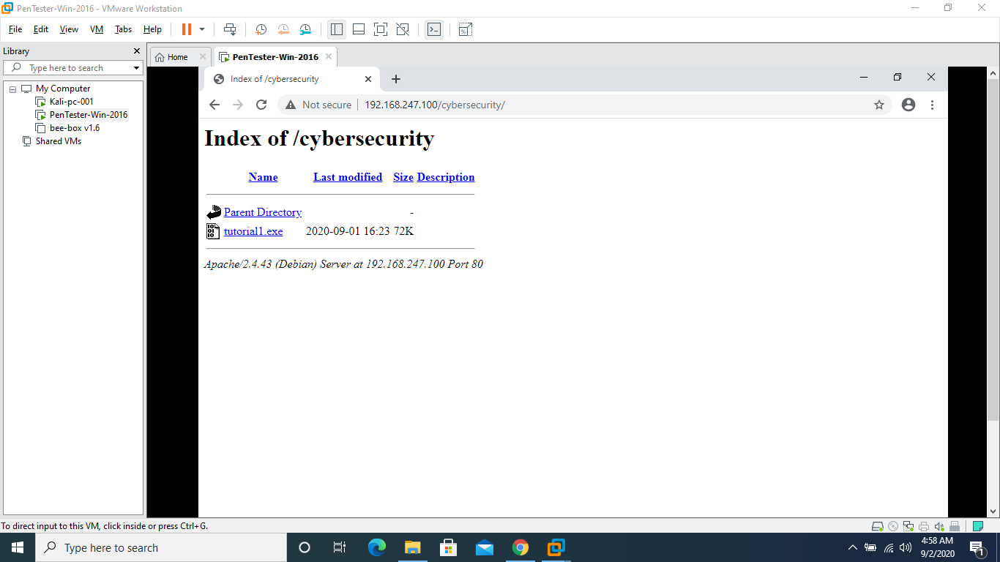 PenTester-Win-2016 - VMware Workstation
File Edit View VM Tabs Help
Library
Type here to search
My Computer
Kali-pc-001
PenTester-Win-2016
bee-box v1.6
Shared VMs
Home PenTester-Win-2016
Index of /cybersecurity
Not secure 192.168.247.100/cybersecurity/
Index of /cybersecurity
Name Last modified Size Description
Parent Directory -
tutorial1.exe 2020-09-01 16:23 72K
Apache/2.4.43 (Debian) Server at 192.168.247.100 Port 80
To direct input to this VM, click inside or press Ctrl+G.
Type here to search
4:58 AM
9/2/2020
1